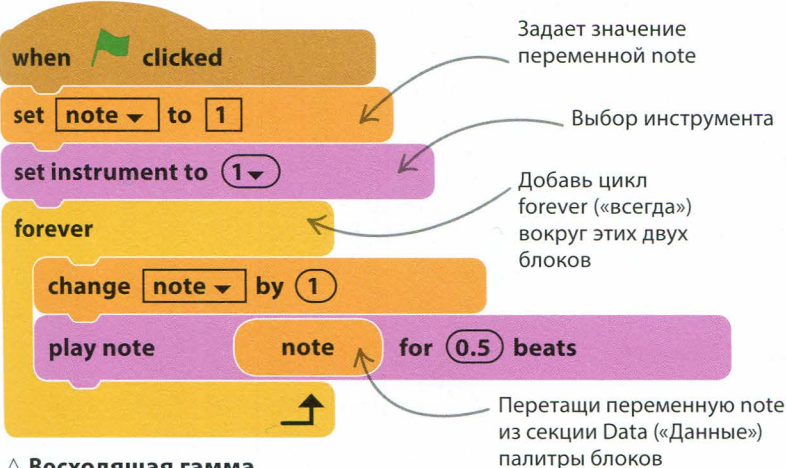 when clicked
set note to 1
set instrument to 1
forever
change note by 1
play note note for 0.5 beats
Задает значение
переменной note
Выбор инструмента
Добавь цикл
forever («всегда»)
вокруг этих двух
блоков
Перетащи переменную note
из секции Data («Данные»)
палитры блоков
△ Восходящая гамма